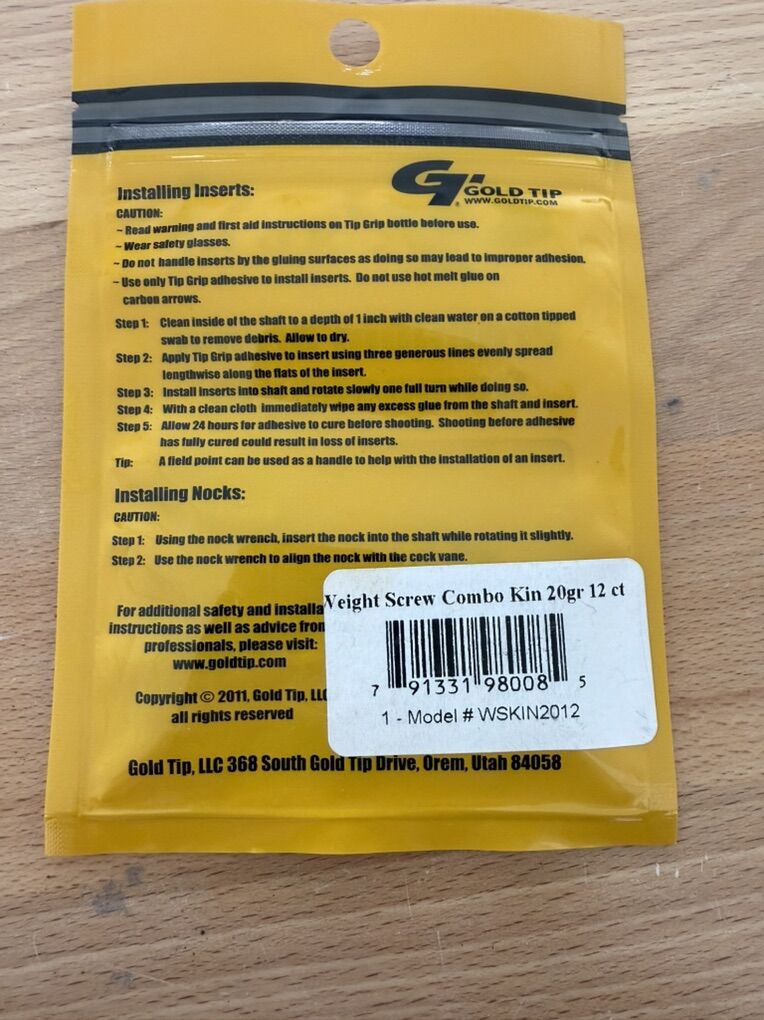 GT GOLD TIP
WWW.GOLDTIP.COM
Installing Inserts:
CAUTION:
~ Read warning and first aid instructions on Tip Grip bottle before use.
~ Wear safety glasses.
~ Do not handle inserts by the gluing surfaces as doing so may lead to improper adhesion.
~ Use only Tip Grip adhesive to install inserts. Do not use hot melt glue on
carbon arrows.
Step 1: Clean inside of the shaft to a depth of 1 inch with clean water on a cotton tipped
swab to remove debris. Allow to dry.
Step 2: Apply Tip Grip adhesive to insert using three generous lines evenly spread
lengthwise along the flats of the insert.
Step 3: Install inserts into shaft and rotate slowly one full turn while doing so.
Step 4: With a clean cloth immediately wipe any excess glue from the shaft and insert.
Step 5: Allow 24 hours for adhesive to cure before shooting. Shooting before adhesive
has fully cured could result in loss of inserts.
Tip: A field point can be used as a handle to help with the installation of an insert.
Installing Nocks:
CAUTION:
Step 1: Using the nock wrench, insert the nock into the shaft while rotating it slightly.
Step 2: Use the nock wrench to align the nock with the cock vane.
For additional safety and installa
instructions as well as advice from
professionals, please visit:
www.goldtip.com
Copyright © 2011, Gold Tip, LLC
all rights reserved
Weight Screw Combo Kin 20gr 12 ct
7 91331 98008 5
1 - Model # WSKIN2012
Gold Tip, LLC 368 South Gold Tip Drive, Orem, Utah 84058